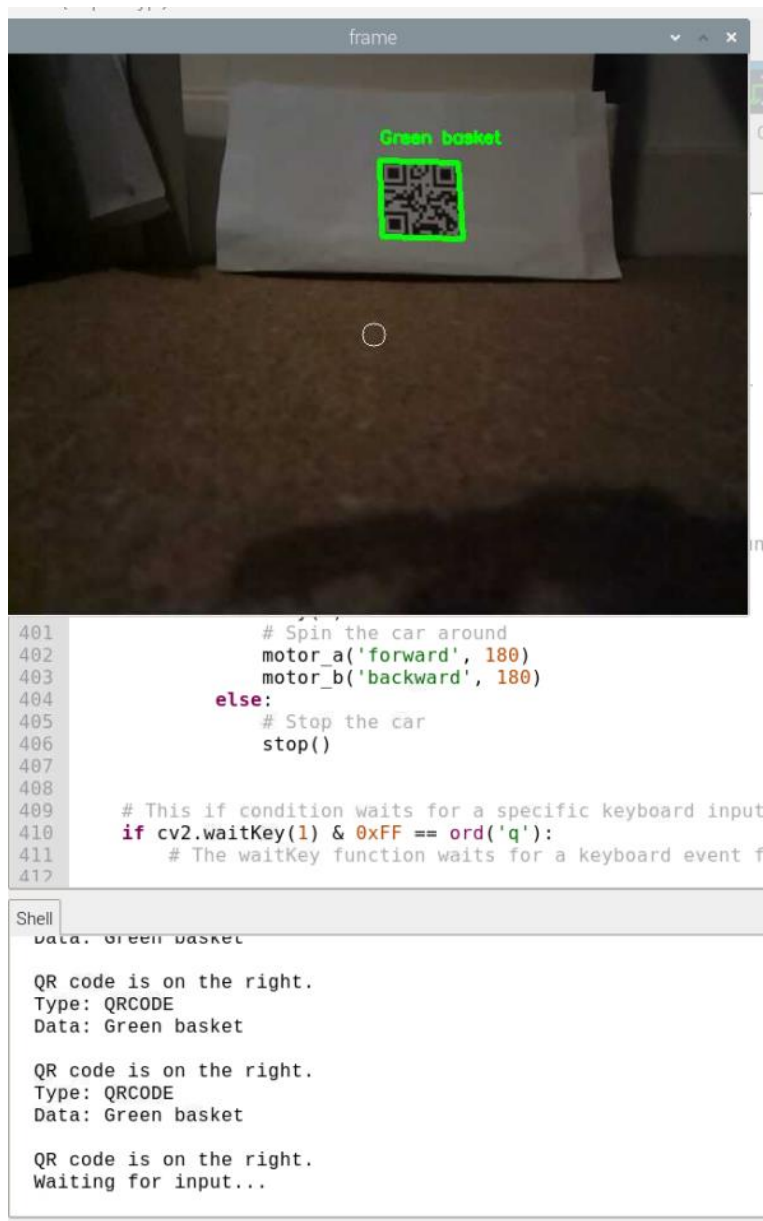 frame
Green basket
401 # Spin the car around
402 motor_a('forward', 180)
403 motor_b('backward', 180)
404 else:
405 # Stop the car
406 stop()
407
408
409 # This if condition waits for a specific keyboard input
410 if cv2.waitKey(1) & 0xFF == ord('q'):
411 # The waitKey function waits for a keyboard event f
412
Shell
Data: Green basket
QR code is on the right.
Type: QRCODE
Data: Green basket
QR code is on the right.
Type: QRCODE
Data: Green basket
QR code is on the right.
Waiting for input...